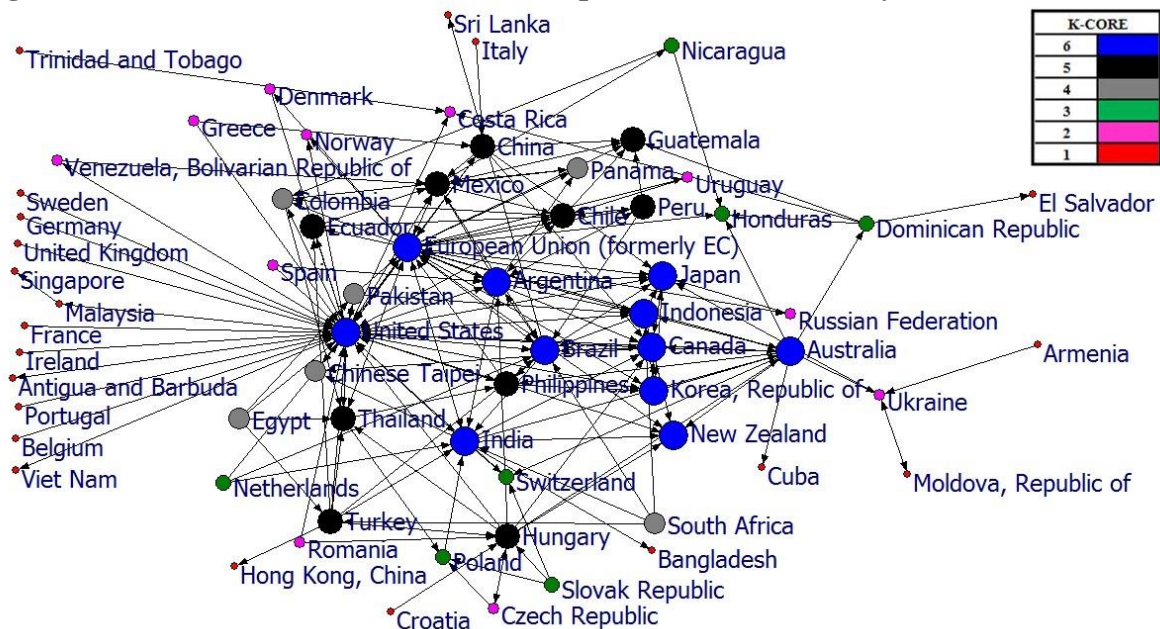 Sri Lanka
Italy
Nicaragua
Trinidad and Tobago
Denmark
Costa Rica
Greece
Norway
China
Guatemala
Venezuela, Bolivarian Republic of
Mexico
Panama
Uruguay
Sweden
Colombia
Chile
Peru
Honduras
El Salvador
Germany
Ecuador
Dominican Republic
United Kingdom
European Union (formerly EC)
Singapore
Spain
Argentina
Japan
Malaysia
Pakistan
Indonesia
Russian Federation
France
United States
Brazil
Canada
Australia
Armenia
Ireland
Chinese Taipei
Philippines
Korea, Republic of
Ukraine
Antigua and Barbuda
Portugal
Egypt
Thailand
India
New Zealand
Belgium
Viet Nam
Netherlands
Switzerland
Cuba
Moldova, Republic of
Turkey
South Africa
Romania
Hungary
Hong Kong, China
Poland
Bangladesh
Slovak Republic
Croatia
Czech Republic
K-CORE
6
5
4
3
2
1